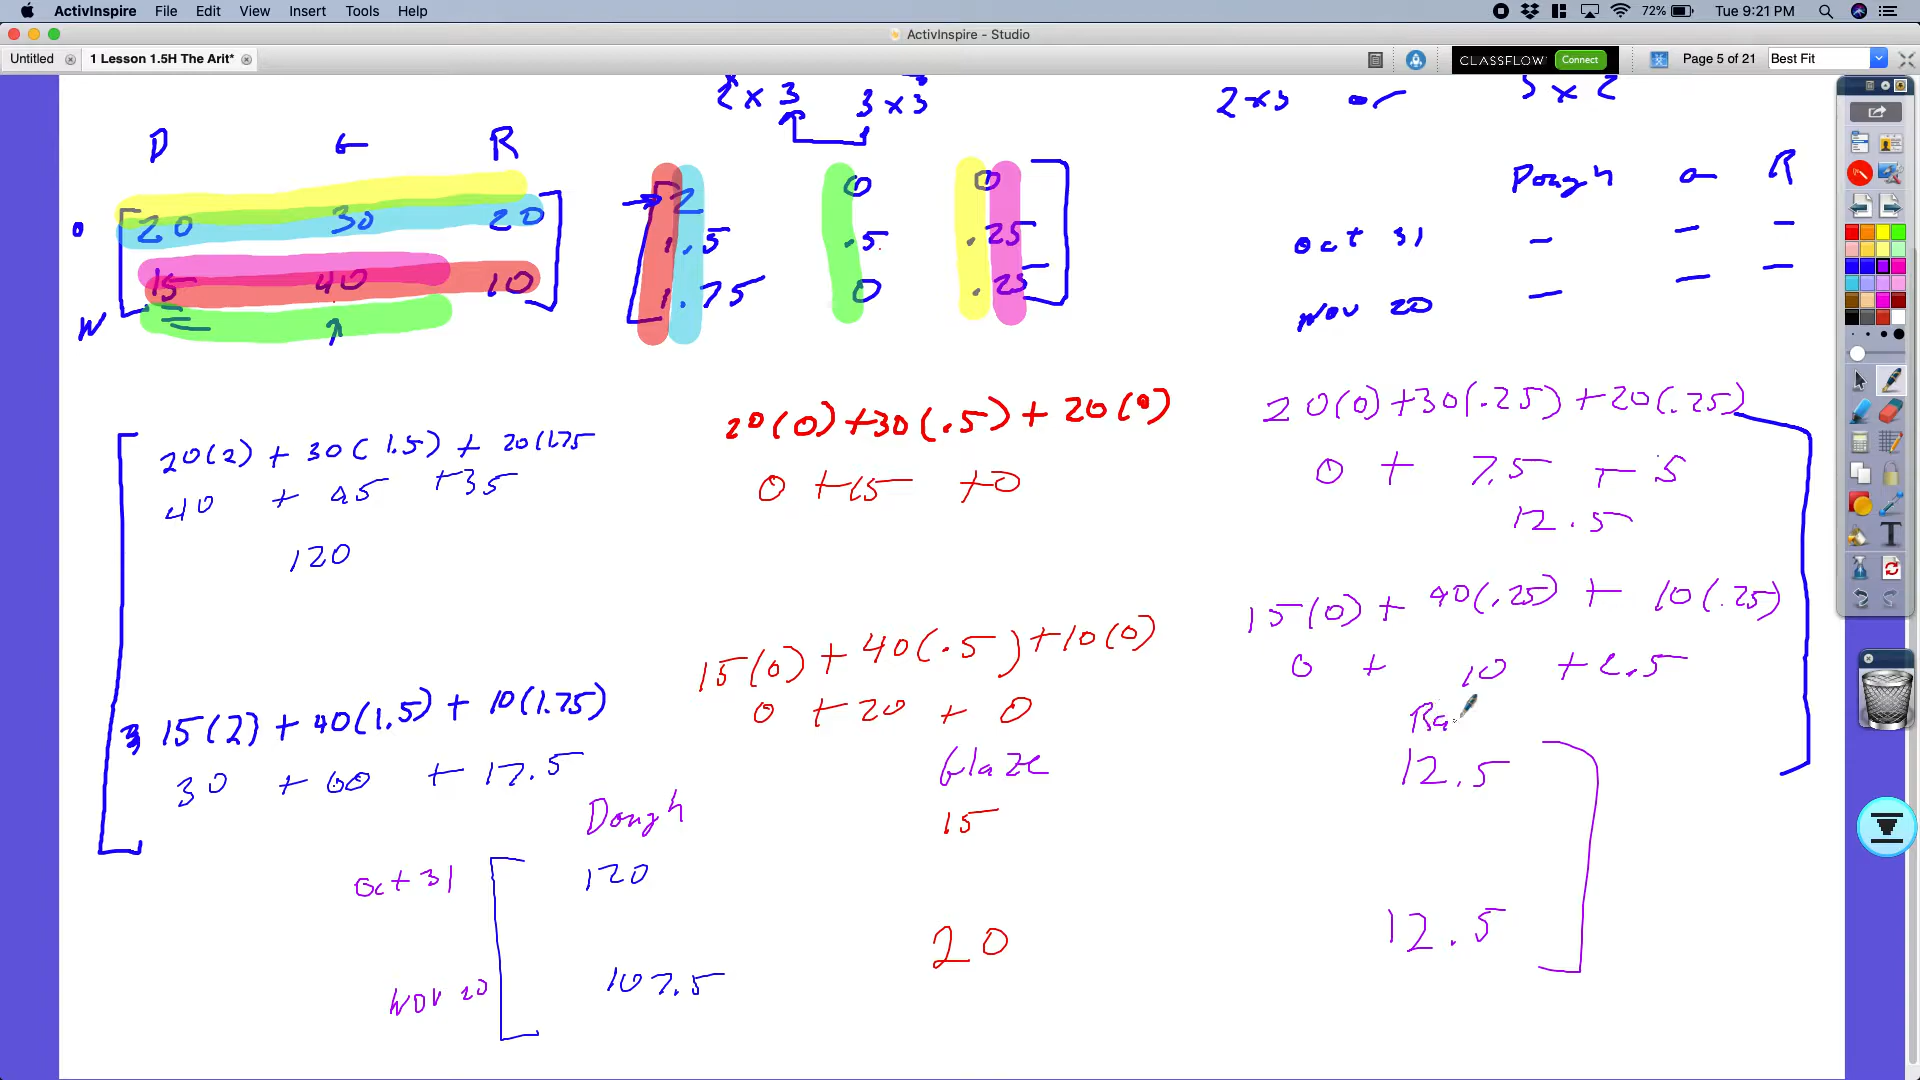 ActivInspire File Edit View Insert Tools Help 72% Tue 9:21 PM
ActivInspire - Studio
Untitled 1 Lesson 1.5H The Arit* CLASSFLOW Connect Page 5 of 21 Best Fit
2 x 3 3 x 3 2 x 3 or 3 x 2
D G R
O 20 30 20
W 15 40 10
2 0 0
1.5 .5 .25
1.75 0 .25
Dough G R
Oct 31 - - -
Nov 20 - - -
20(2) + 30(1.5) + 20(1.75
40 + 45 +35
120
20(0)+30(.5)+20(0)
0 +15 +0
20(0)+30(.25)+20(.25)
0 + 7.5 + 5
12.5
15(2) + 40(1.5) + 10(1.75)
30 + 60 + 17.5
15(0) + 40(.5) +10(0)
0 +20 + 0
15(0) + 40(.25) + 10(.25)
0 + 10 +2.5
Dough Glaze Ra
Oct 31 120 15 12.5
Nov 20 107.5 20 12.5
T